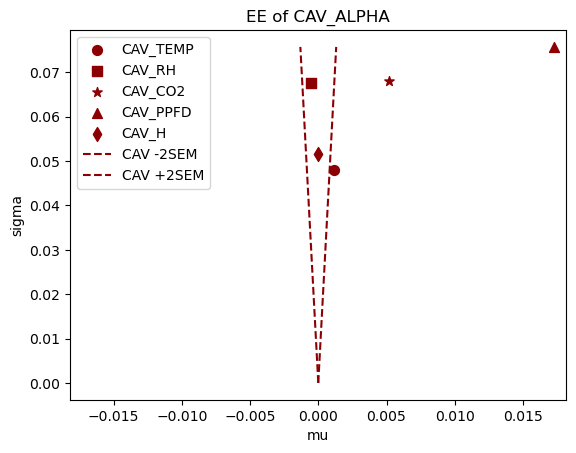 EE of CAV_ALPHA
CAV_TEMP
CAV_RH
CAV_CO2
CAV_PPFD
CAV_H
CAV -2SEM
CAV +2SEM
sigma
0.07
0.06
0.05
0.04
0.03
0.02
0.01
0.00
−0.015 −0.010 −0.005 0.000 0.005 0.010 0.015
mu